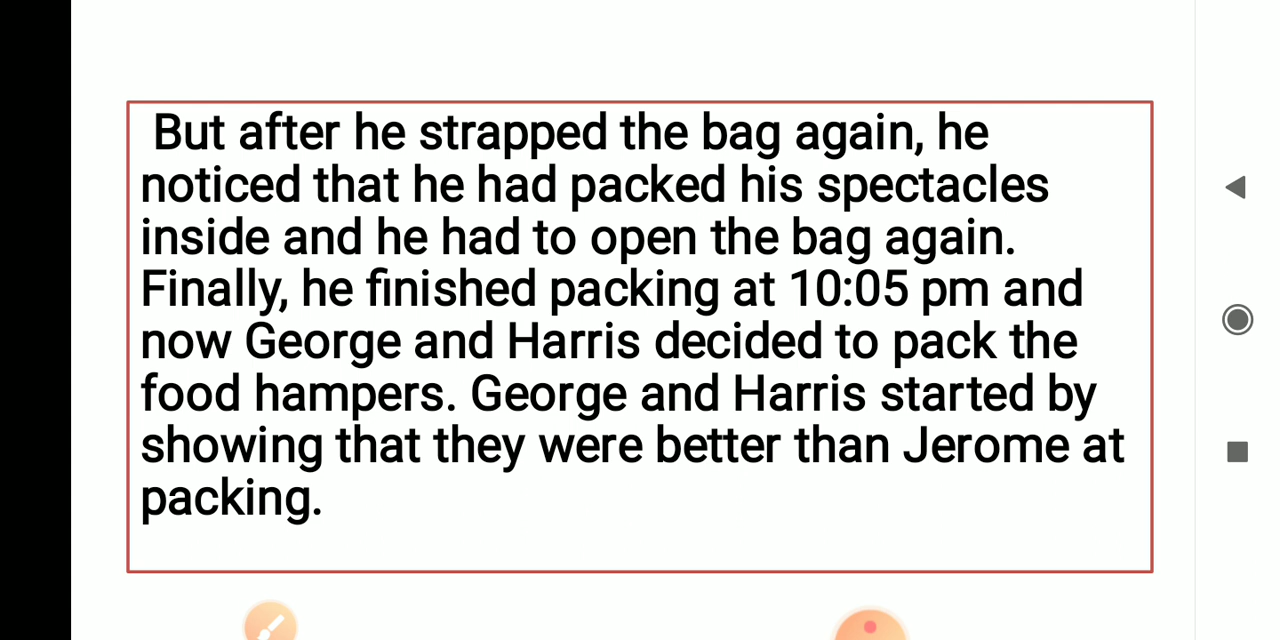 But after he strapped the bag again, he
noticed that he had packed his spectacles
inside and he had to open the bag again.
Finally, he finished packing at 10:05 pm and
now George and Harris decided to pack the
food hampers. George and Harris started by
showing that they were better than Jerome at
packing.